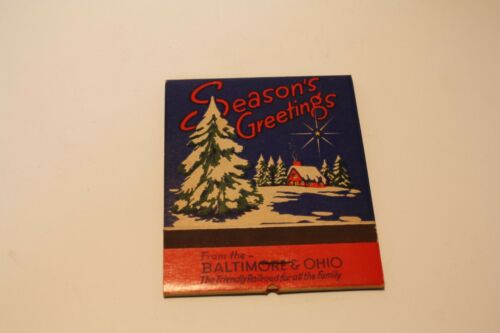 Season's
Greetings
From the ~
BALTIMORE & OHIO
The Friendly Railroad for all the Family